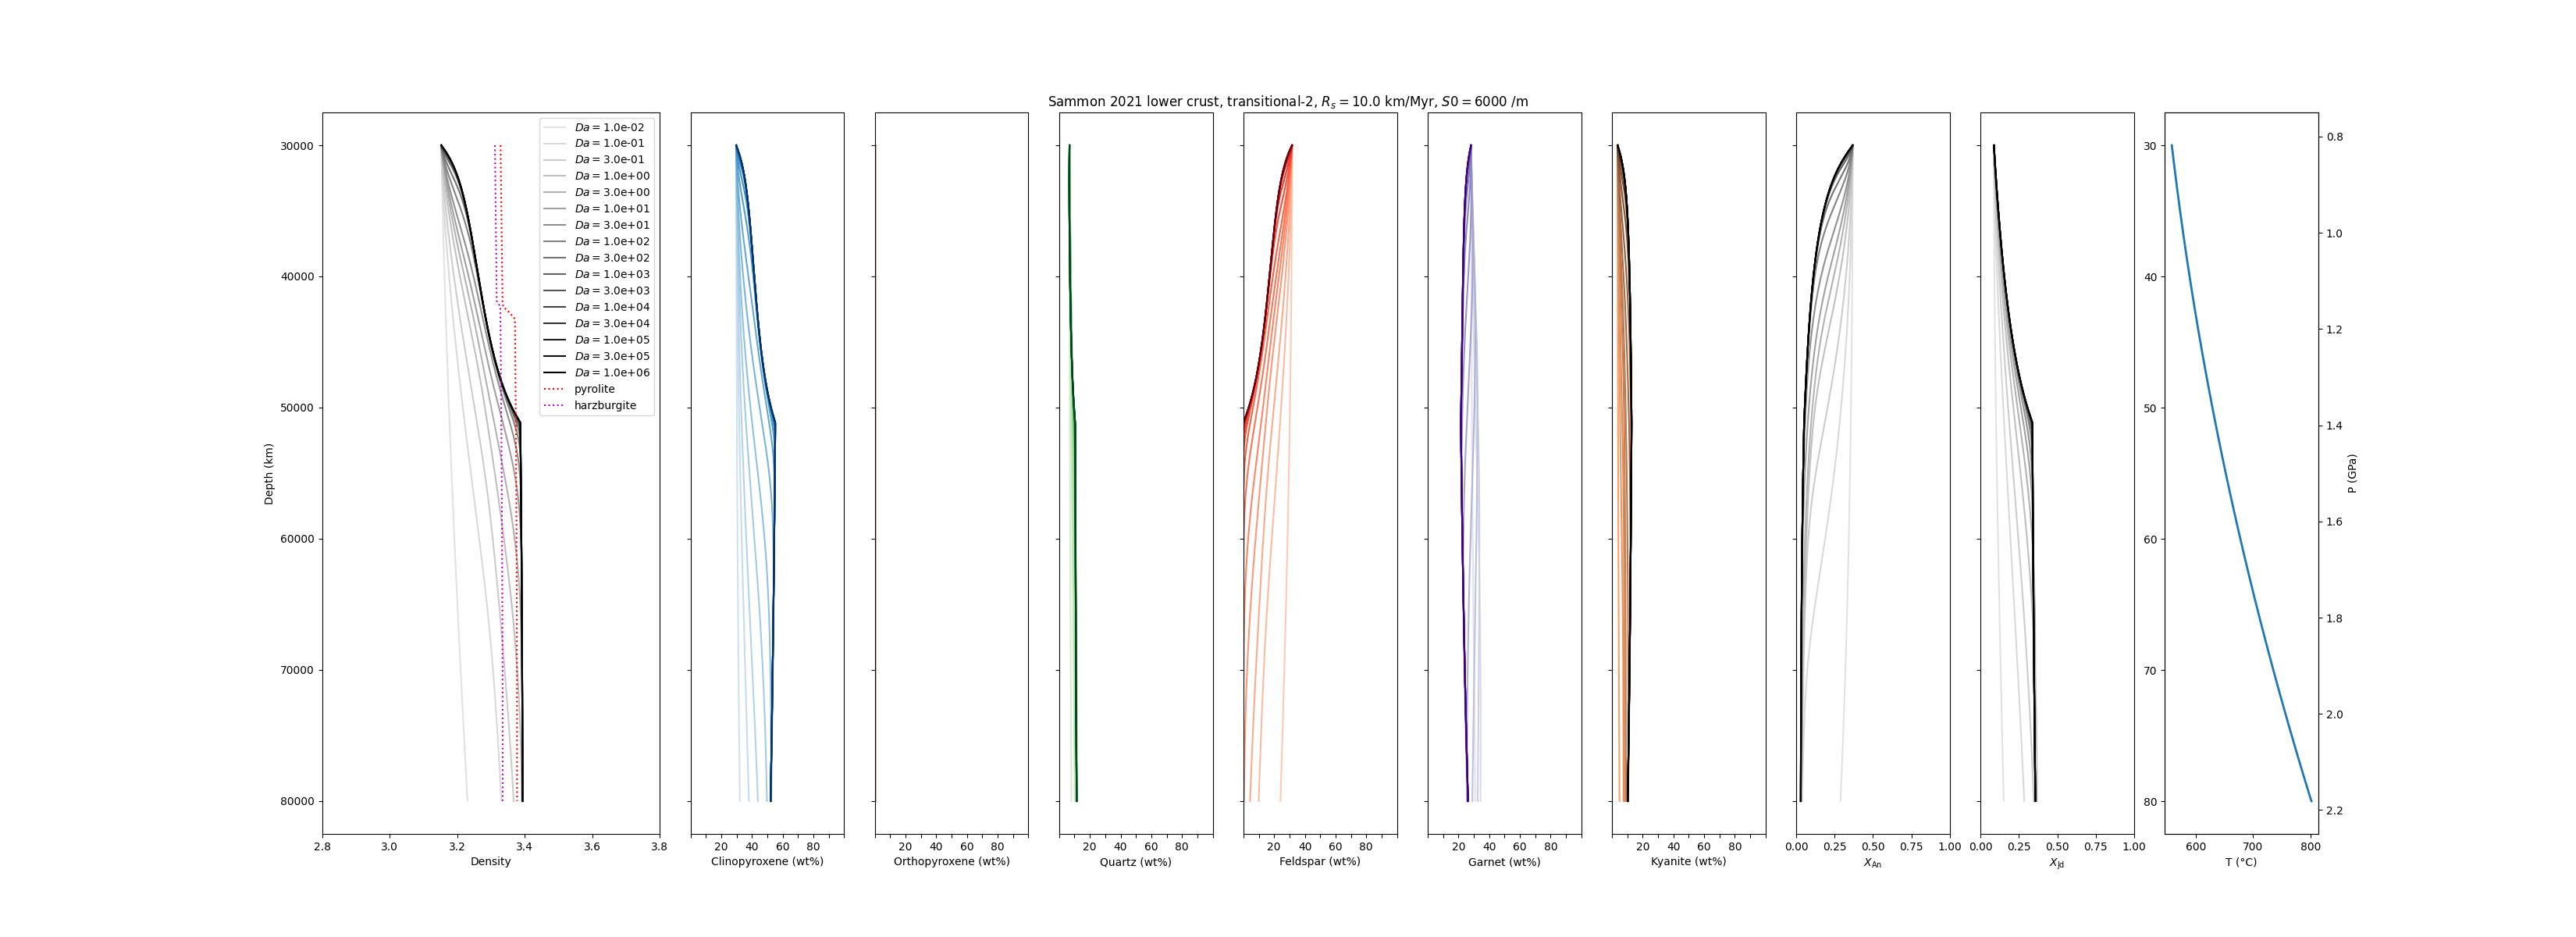 Sammon 2021 lower crust, transitional-2, R_s = 10.0 km/Myr, S0 = 6000 /m
Da = 1.0e-02
Da = 1.0e-01
Da = 3.0e-01
Da = 1.0e+00
Da = 3.0e+00
Da = 1.0e+01
Da = 3.0e+01
Da = 1.0e+02
Da = 3.0e+02
Da = 1.0e+03
Da = 3.0e+03
Da = 1.0e+04
Da = 3.0e+04
Da = 1.0e+05
Da = 3.0e+05
Da = 1.0e+06
pyrolite
harzburgite
Depth (km)
30000
40000
50000
60000
70000
80000
2.8 3.0 3.2 3.4 3.6 3.8
Density
20 40 60 80
Clinopyroxene (wt%)
20 40 60 80
Orthopyroxene (wt%)
20 40 60 80
Quartz (wt%)
20 40 60 80
Feldspar (wt%)
20 40 60 80
Garnet (wt%)
20 40 60 80
Kyanite (wt%)
0.00 0.25 0.50 0.75 1.00
X_An
0.00 0.25 0.50 0.75 1.00
X_Jd
30
40
50
60
70
80
600 700 800
T (°C)
0.8
1.0
1.2
1.4
1.6
1.8
2.0
2.2
P (GPa)